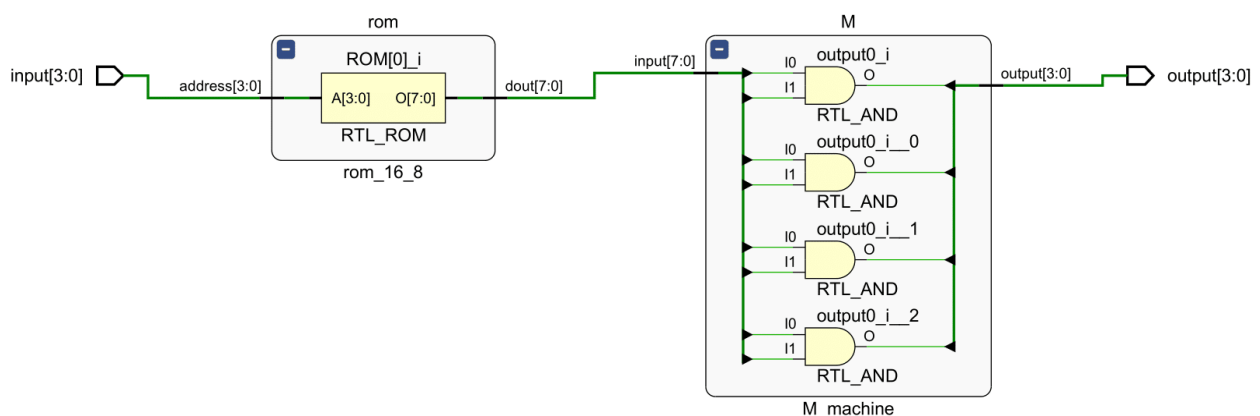 rom
M
input[3:0]
address[3:0]
ROM[0]_i
A[3:0]
O[7:0]
RTL_ROM
dout[7:0]
rom_16_8
input[7:0]
output0_i
I0
I1
O
RTL_AND
output0_i__0
I0
I1
O
RTL_AND
output0_i__1
I0
I1
O
RTL_AND
output0_i__2
I0
I1
O
RTL_AND
output[3:0]
output[3:0]
M_machine